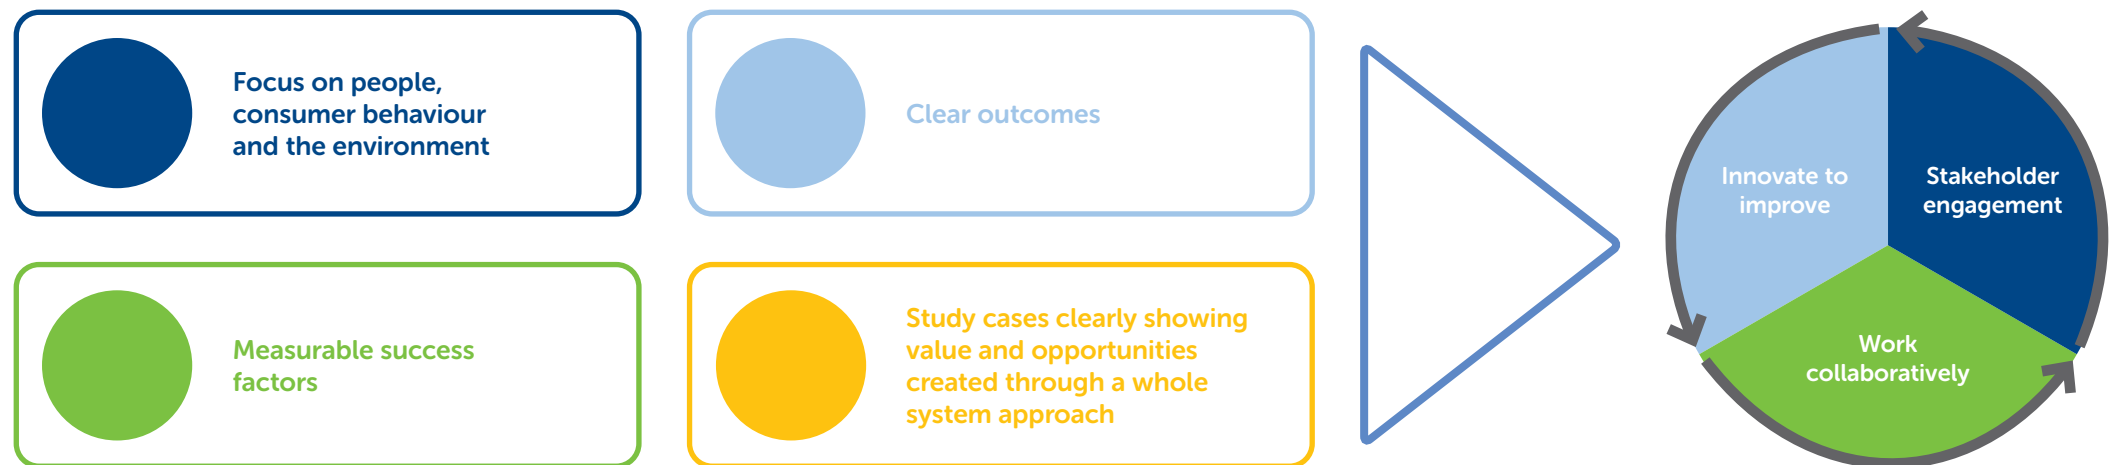 Focus on people,
consumer behaviour
and the environment
Clear outcomes
Measurable success
factors
Study cases clearly showing
value and opportunities
created through a whole
system approach
Innovate to
improve
Stakeholder
engagement
Work
collaboratively